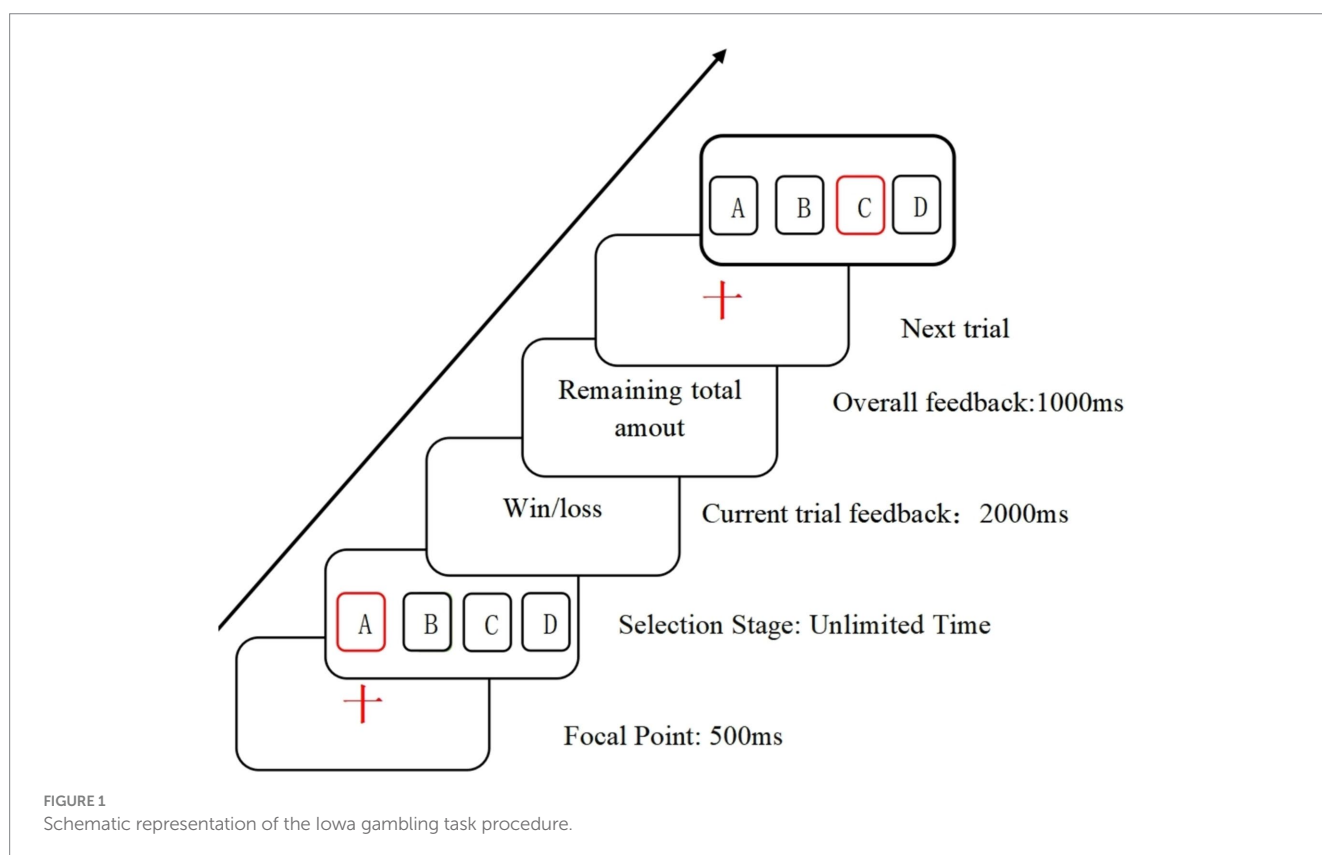 A B C D
Next trial
Remaining total
amout
Overall feedback:1000ms
Win/loss
Current trial feedback: 2000ms
A B C D
Selection Stage: Unlimited Time
Focal Point: 500ms
FIGURE 1
Schematic representation of the Iowa gambling task procedure.